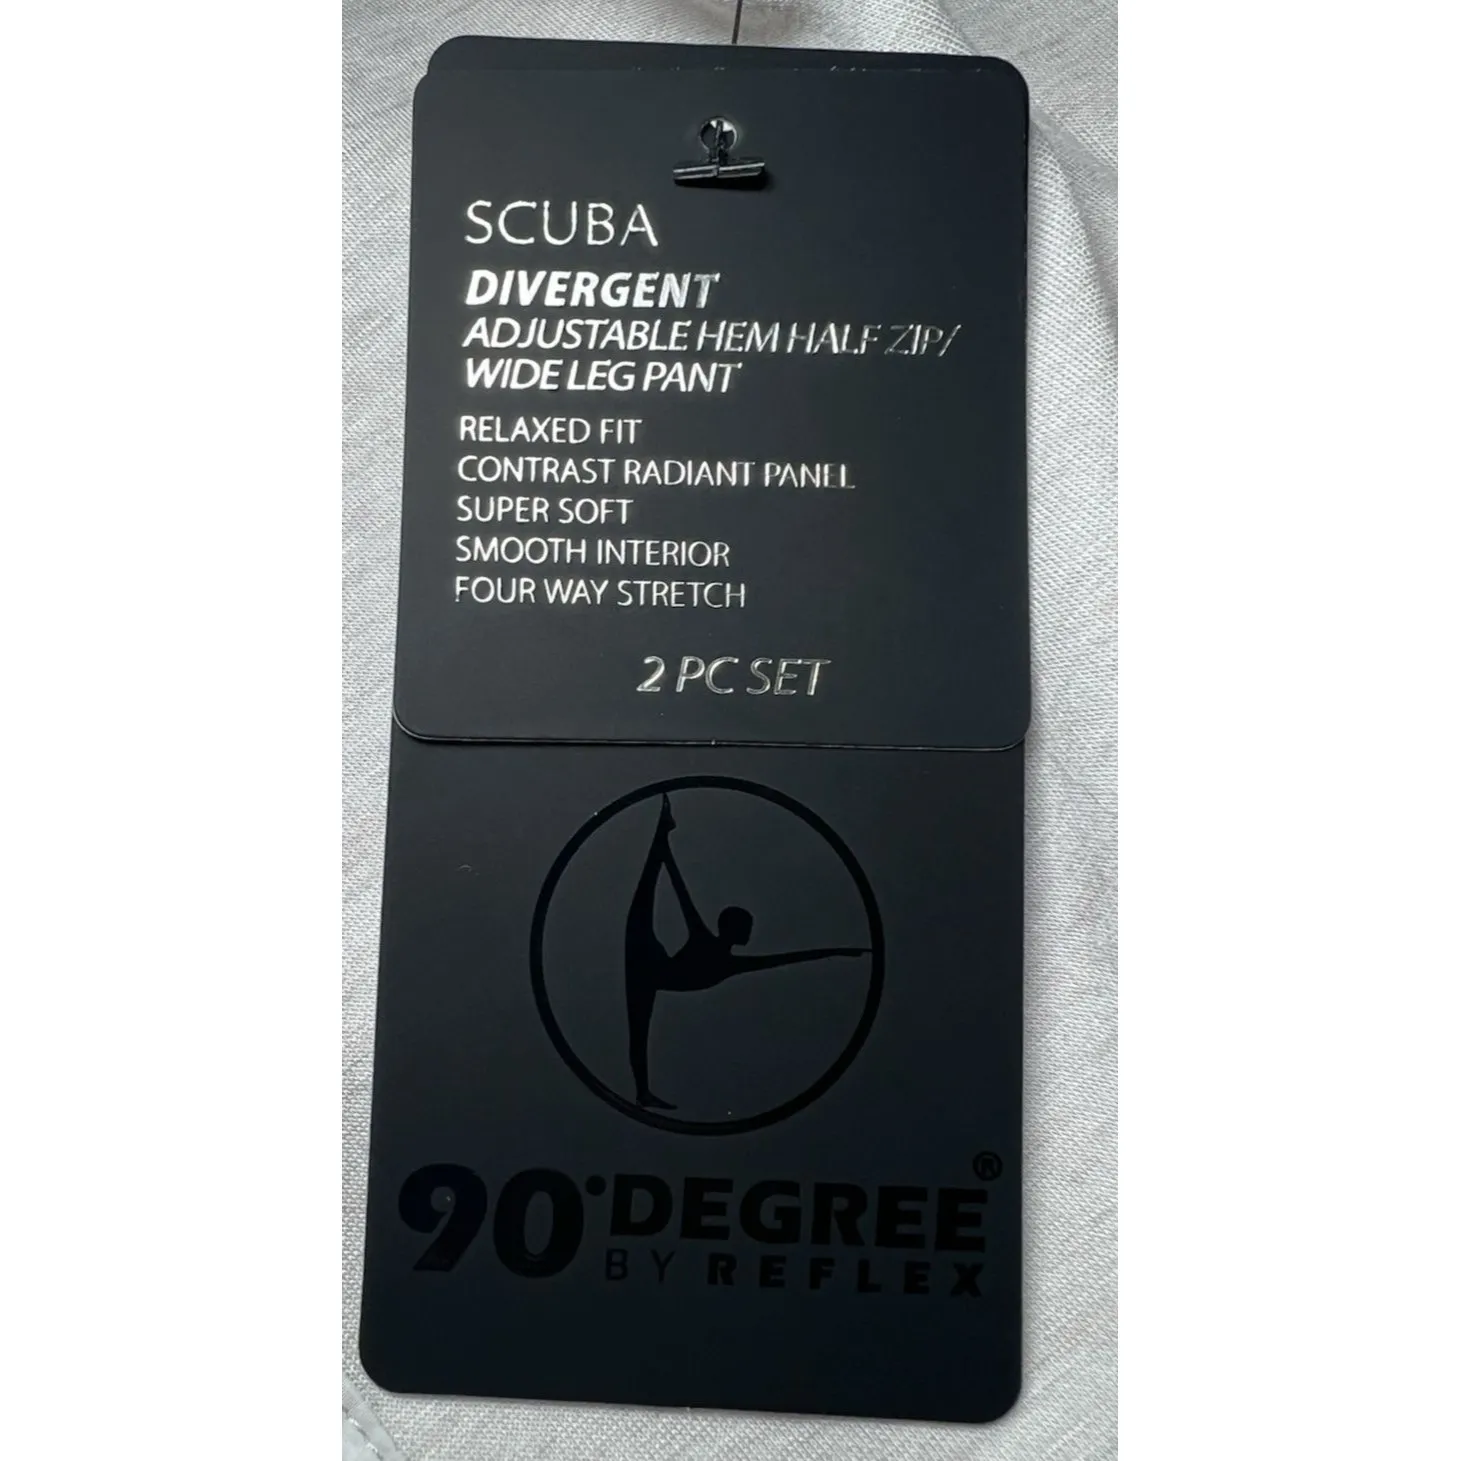 SCUBA
DIVERGENT
ADJUSTABLE HEM HALF ZIP/
WIDE LEG PANT
RELAXED FIT
CONTRAST RADIANT PANEL
SUPER SOFT
SMOOTH INTERIOR
FOUR WAY STRETCH
2 PC SET
90°DEGREE®
BY REFLEX